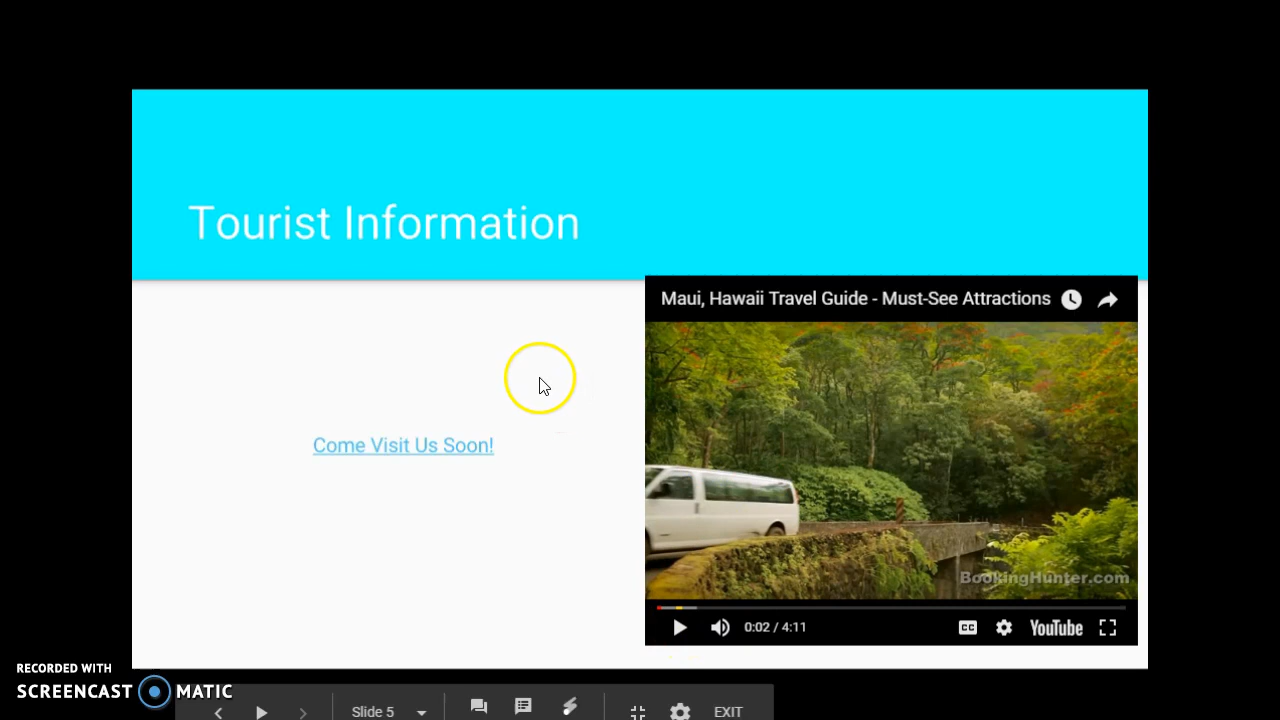 Tourist Information
Maui, Hawaii Travel Guide - Must-See Attractions
Come Visit Us Soon!
BookingHunter.com
0:02 / 4:11
CC
YouTube
RECORDED WITH
SCREENCAST MATIC
Slide 5
EXIT